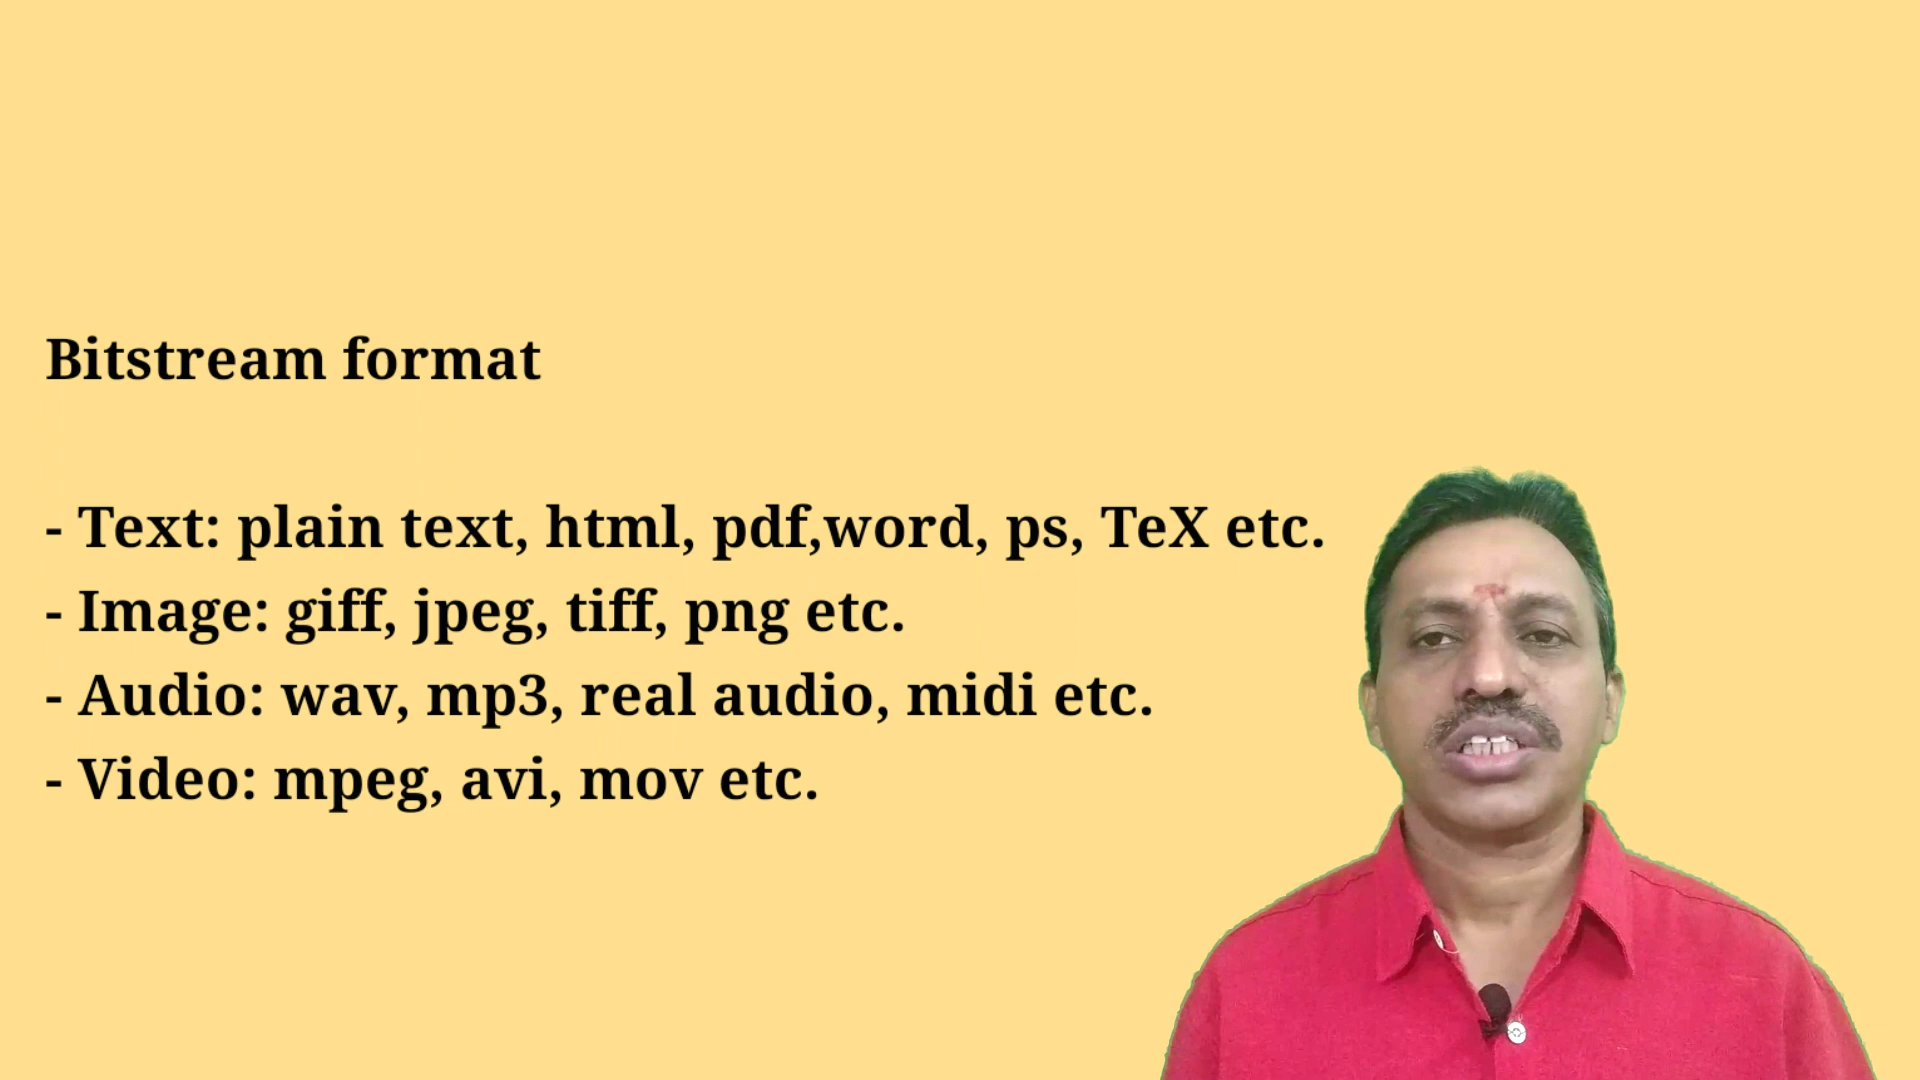 Bitstream format
- Text: plain text, html, pdf,word, ps, TeX etc.
- Image: giff, jpeg, tiff, png etc.
- Audio: wav, mp3, real audio, midi etc.
- Video: mpeg, avi, mov etc.